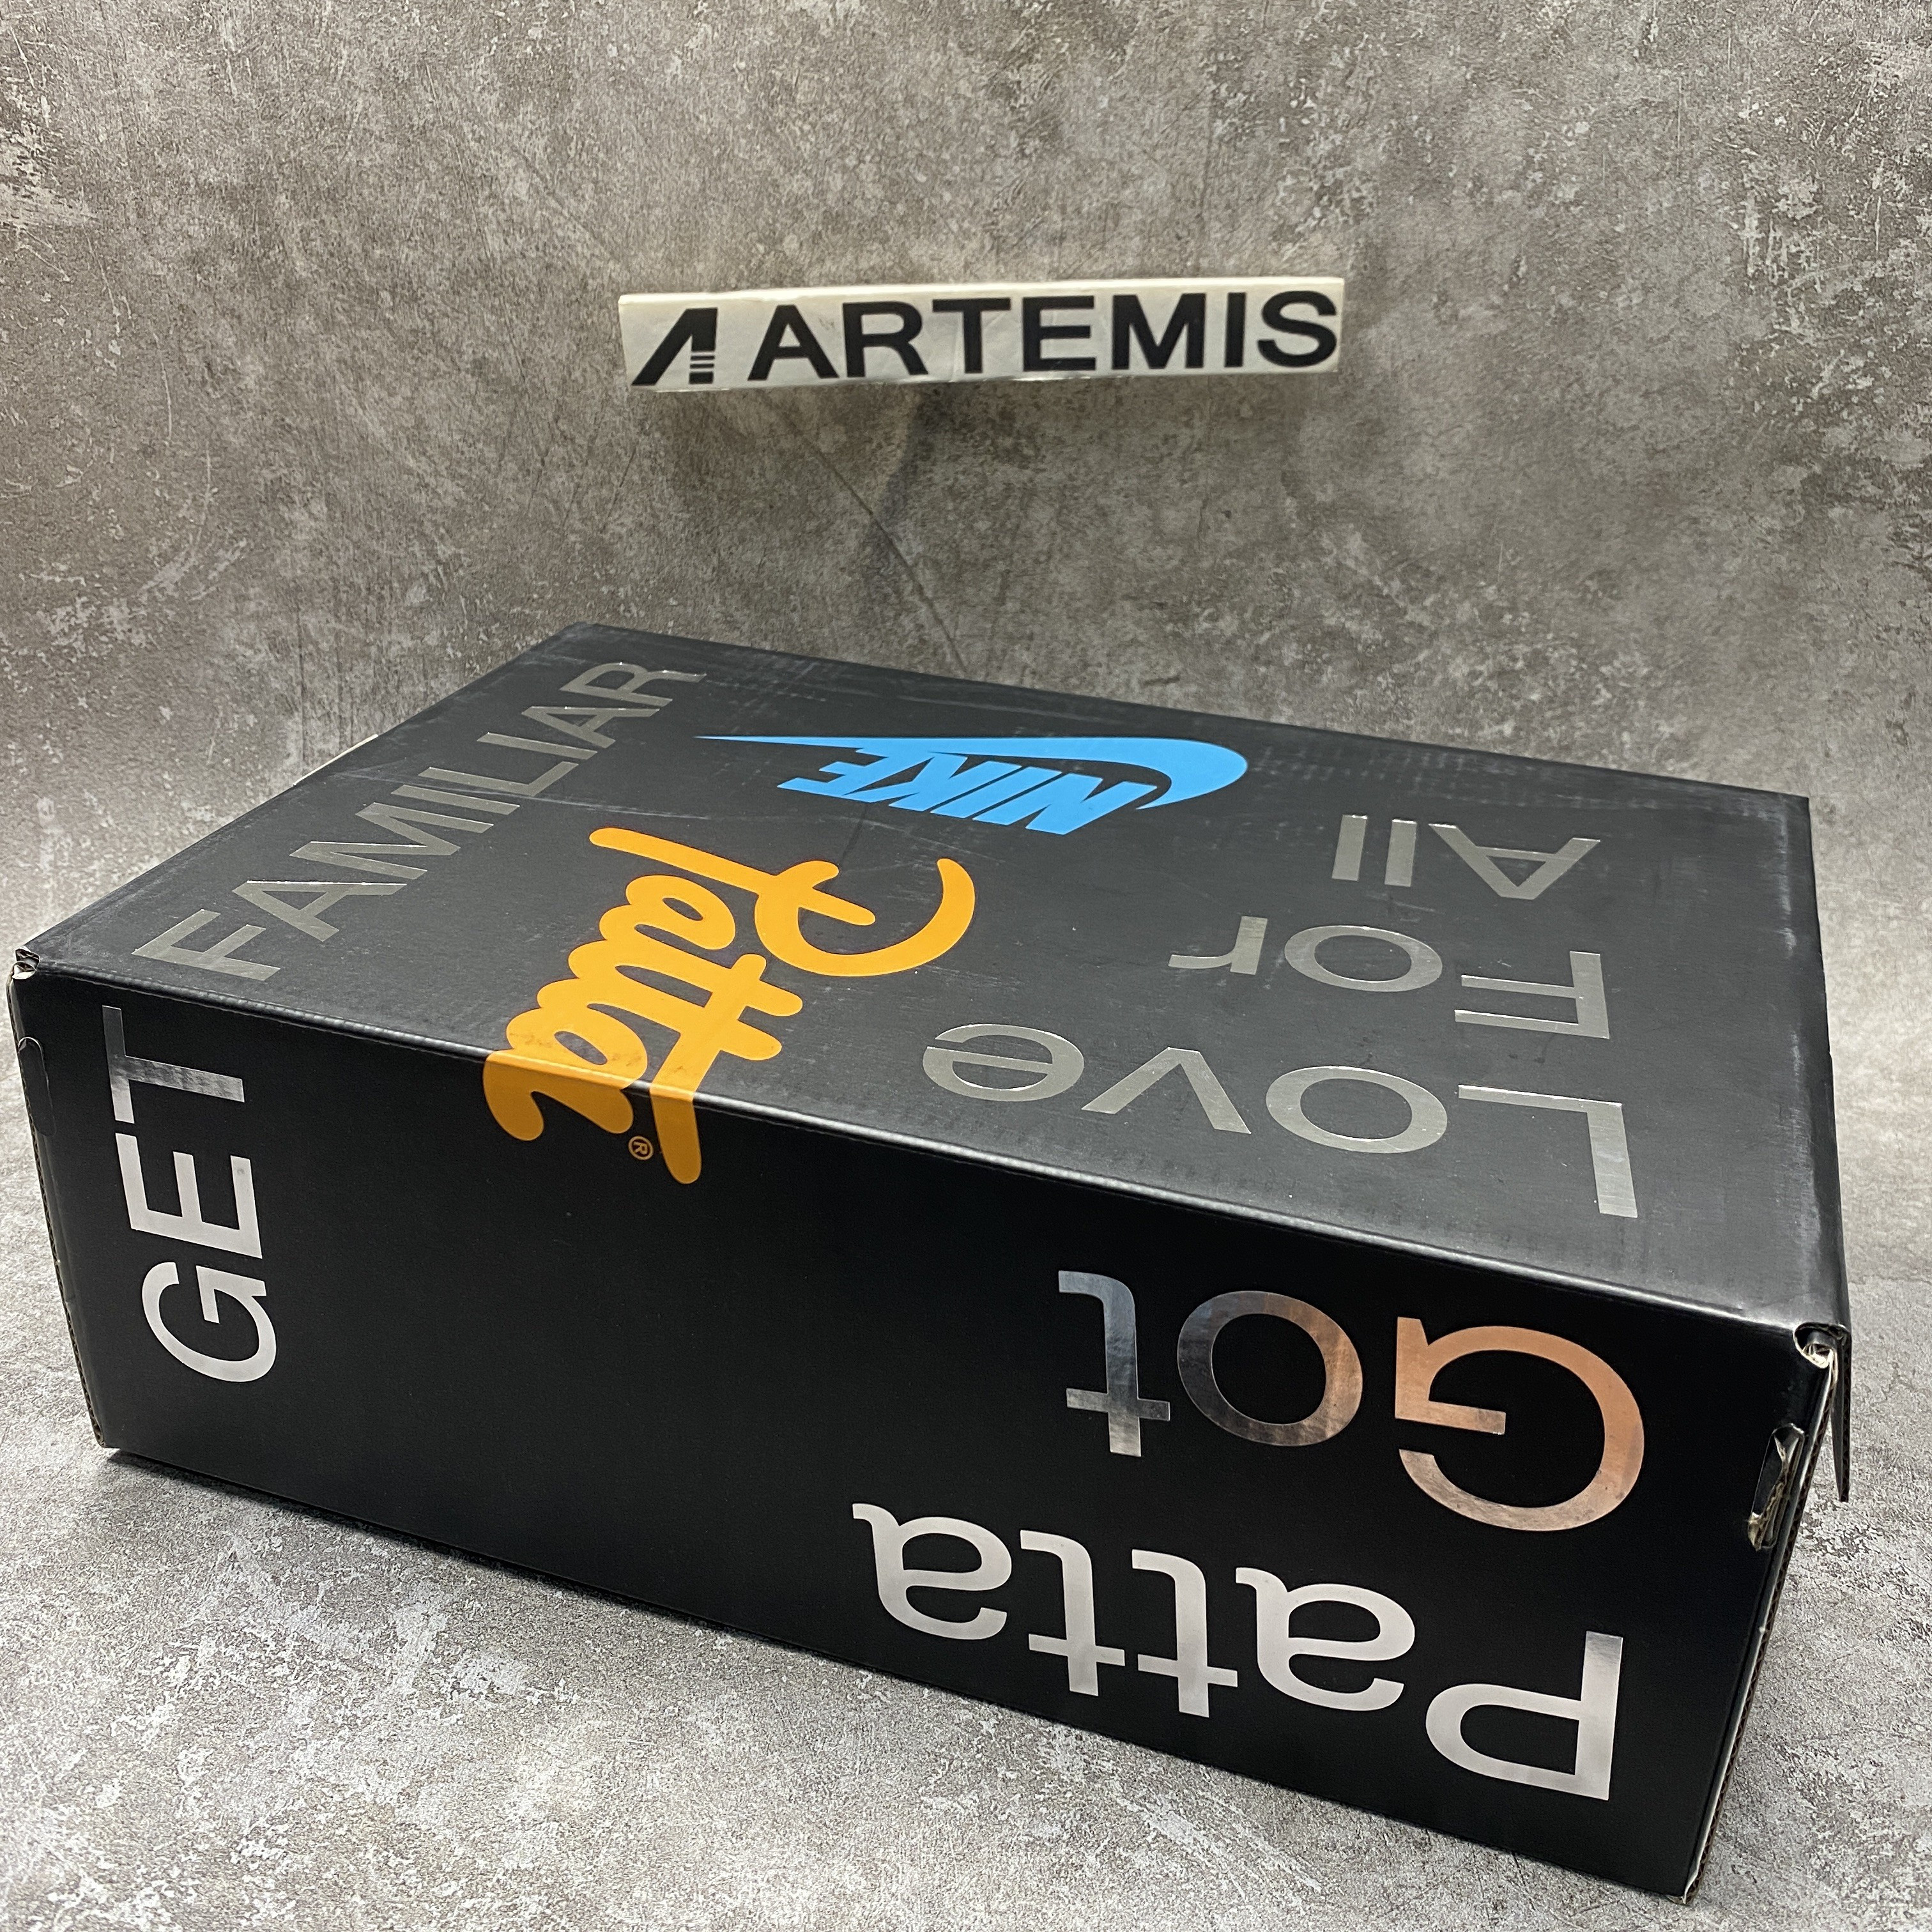 ARTEMIS
GET FAMILIAR
NIKE
Patta®
Patta
Got
Love
For
All